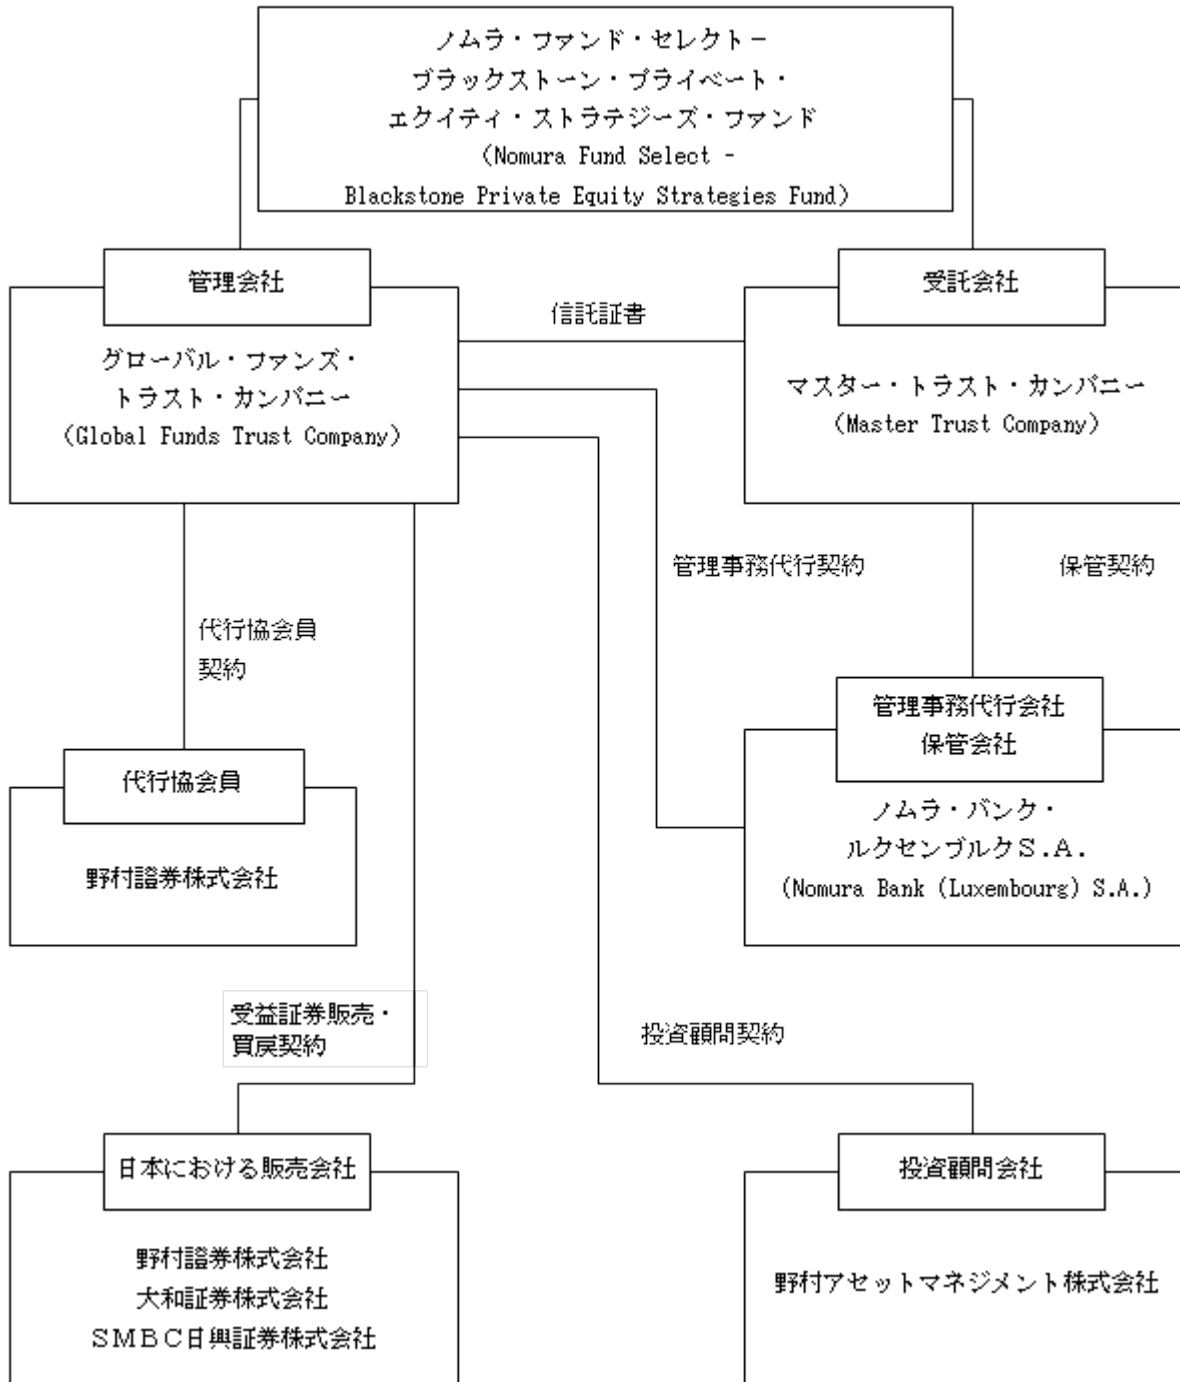 ノムラ・ファンド・セレクト－
ブラックストーン・プライベート・
エクイティ・ストラテジーズ・ファンド
（Nomura Fund Select -
Blackstone Private Equity Strategies Fund）
管理会社
受託会社
信託証書
グローバル・ファンズ・
トラスト・カンパニー
（Global Funds Trust Company）
マスター・トラスト・カンパニー
（Master Trust Company）
管理事務代行契約
保管契約
代行協会員
契約
管理事務代行会社
保管会社
代行協会員
ノムラ・バンク・
ルクセンブルクＳ.Ａ.
(Nomura Bank (Luxembourg) S.A.)
野村證券株式会社
受益証券販売・
買戻契約
投資顧問契約
日本における販売会社
投資顧問会社
野村證券株式会社
大和証券株式会社
ＳＭＢＣ日興証券株式会社
野村アセットマネジメント株式会社